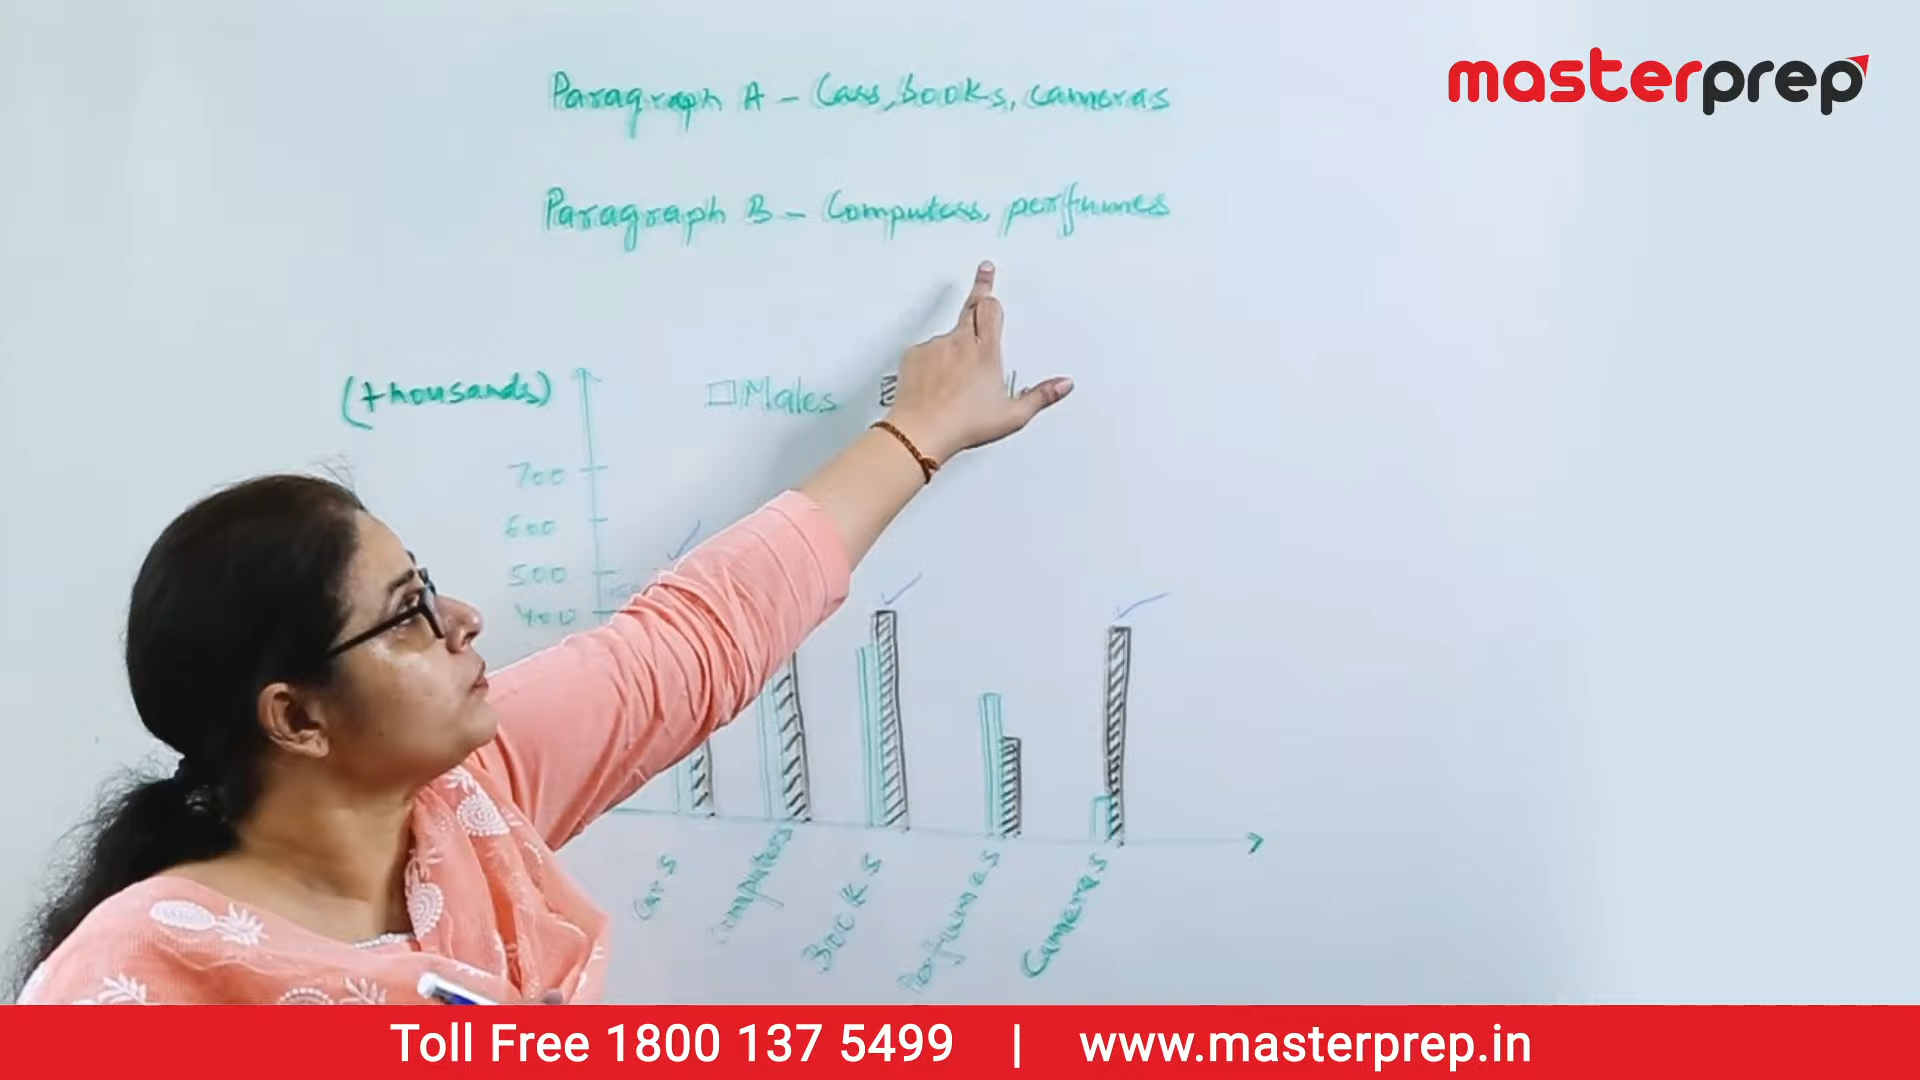 masterprep
Paragraph A - Cars, books, cameras
Paragraph B - Computers, perfumes
(thousands)
Males
700
600
500
400
Cars
Computers
Books
Perfumes
Cameras
Toll Free 1800 137 5499 | www.masterprep.in